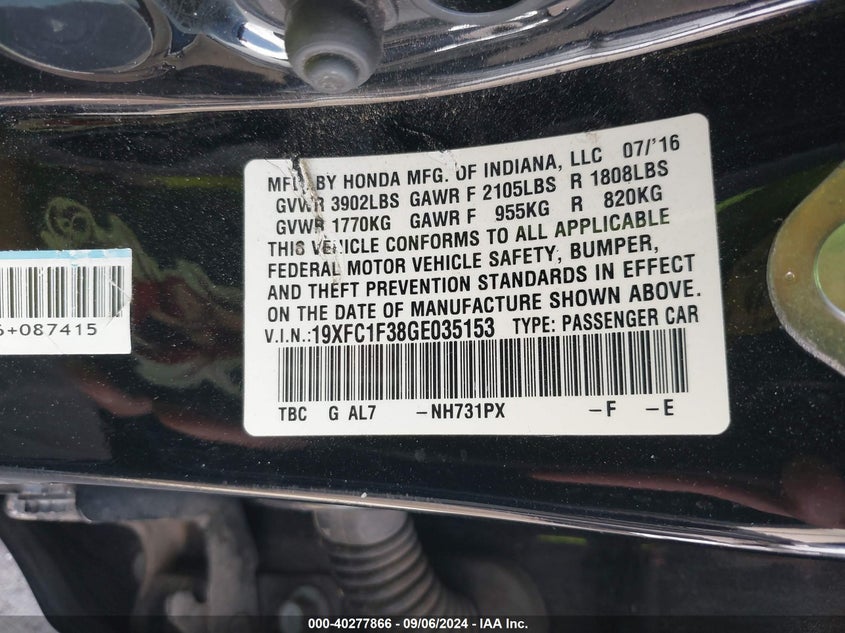 MFD. BY HONDA MFG. OF INDIANA, LLC 07/'16
GVWR 3902LBS GAWR F 2105LBS R 1808LBS
GVWR 1770KG GAWR F 955KG R 820KG
THIS VEHICLE CONFORMS TO ALL APPLICABLE
FEDERAL MOTOR VEHICLE SAFETY, BUMPER,
AND THEFT PREVENTION STANDARDS IN EFFECT
ON THE DATE OF MANUFACTURE SHOWN ABOVE.
V.I.N.:19XFC1F38GE035153 TYPE: PASSENGER CAR
TBC G AL7 -NH731PX -F -E
+087415
000-40277866 - 09/06/2024 - IAA Inc.